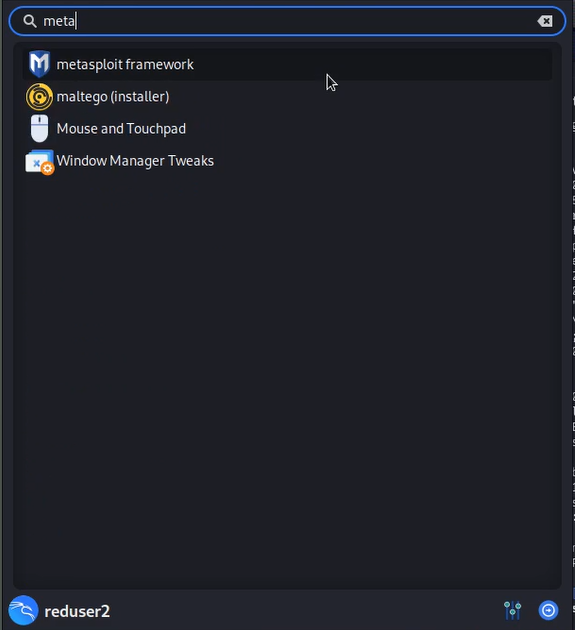 meta
metasploit framework
maltego (installer)
Mouse and Touchpad
Window Manager Tweaks
reduser2